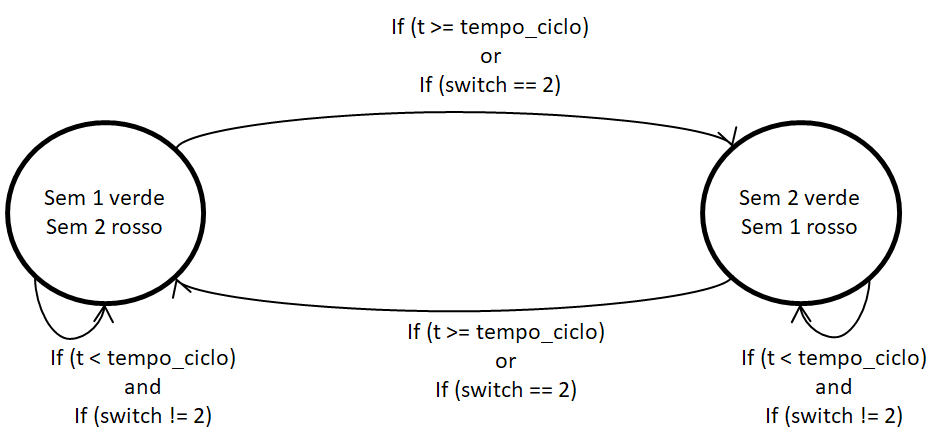 If (t >= tempo_ciclo)
or
If (switch == 2)
Sem 1 verde
Sem 2 rosso
Sem 2 verde
Sem 1 rosso
If (t >= tempo_ciclo)
or
If (switch == 2)
If (t < tempo_ciclo)
and
If (switch != 2)
If (t < tempo_ciclo)
and
If (switch != 2)